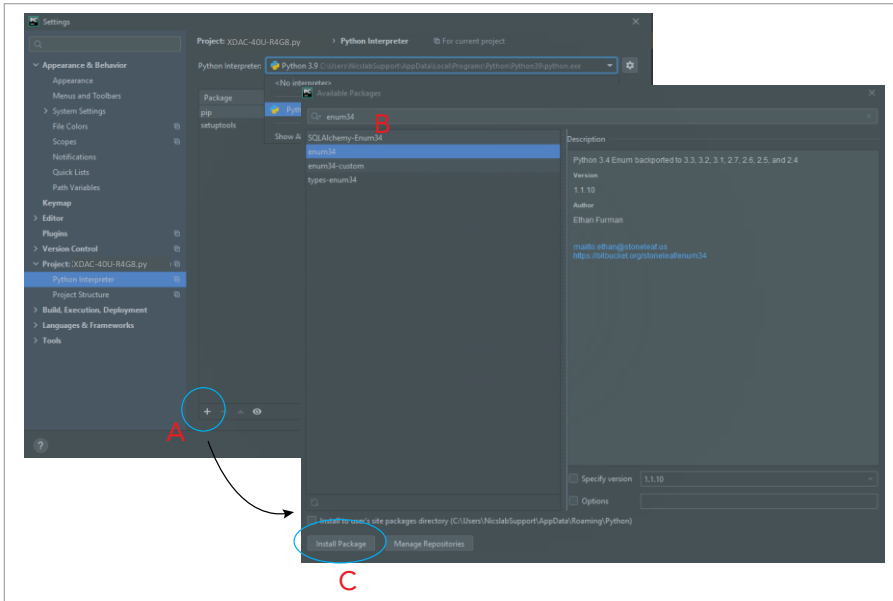 Settings
Project: XDAC-40U-R4G8.py › Python Interpreter For current project
Python Interpreter: Python 3.9 C:\Users\NicslabSupport\AppData\Local\Programs\Python\Python39\python.exe
<No interpreter>
Package
pip
setuptools
Show A
Appearance & Behavior
Appearance
Menus and Toolbars
System Settings
File Colors
Scopes
Notifications
Quick Lists
Path Variables
Keymap
Editor
Plugins
Version Control
Project: XDAC-40U-R4G8.py
Python Interpreter
Project Structure
Build, Execution, Deployment
Languages & Frameworks
Tools
A
Available Packages
enum34
B
SQLAlchemy-Enum34
enum34
enum34-custom
types-enum34
Description
Python 3.4 Enum backported to 3.3, 3.2, 3.1, 2.7, 2.6, 2.5, and 2.4
Version
1.1.10
Author
Ethan Furman
mailto:ethan@stoneleaf.us
https://bitbucket.org/stoneleaf/enum34
Specify version 1.1.10
Options
Install to user's site packages directory (C:\Users\NicslabSupport\AppData\Roaming\Python)
Install Package Manage Repositories
C